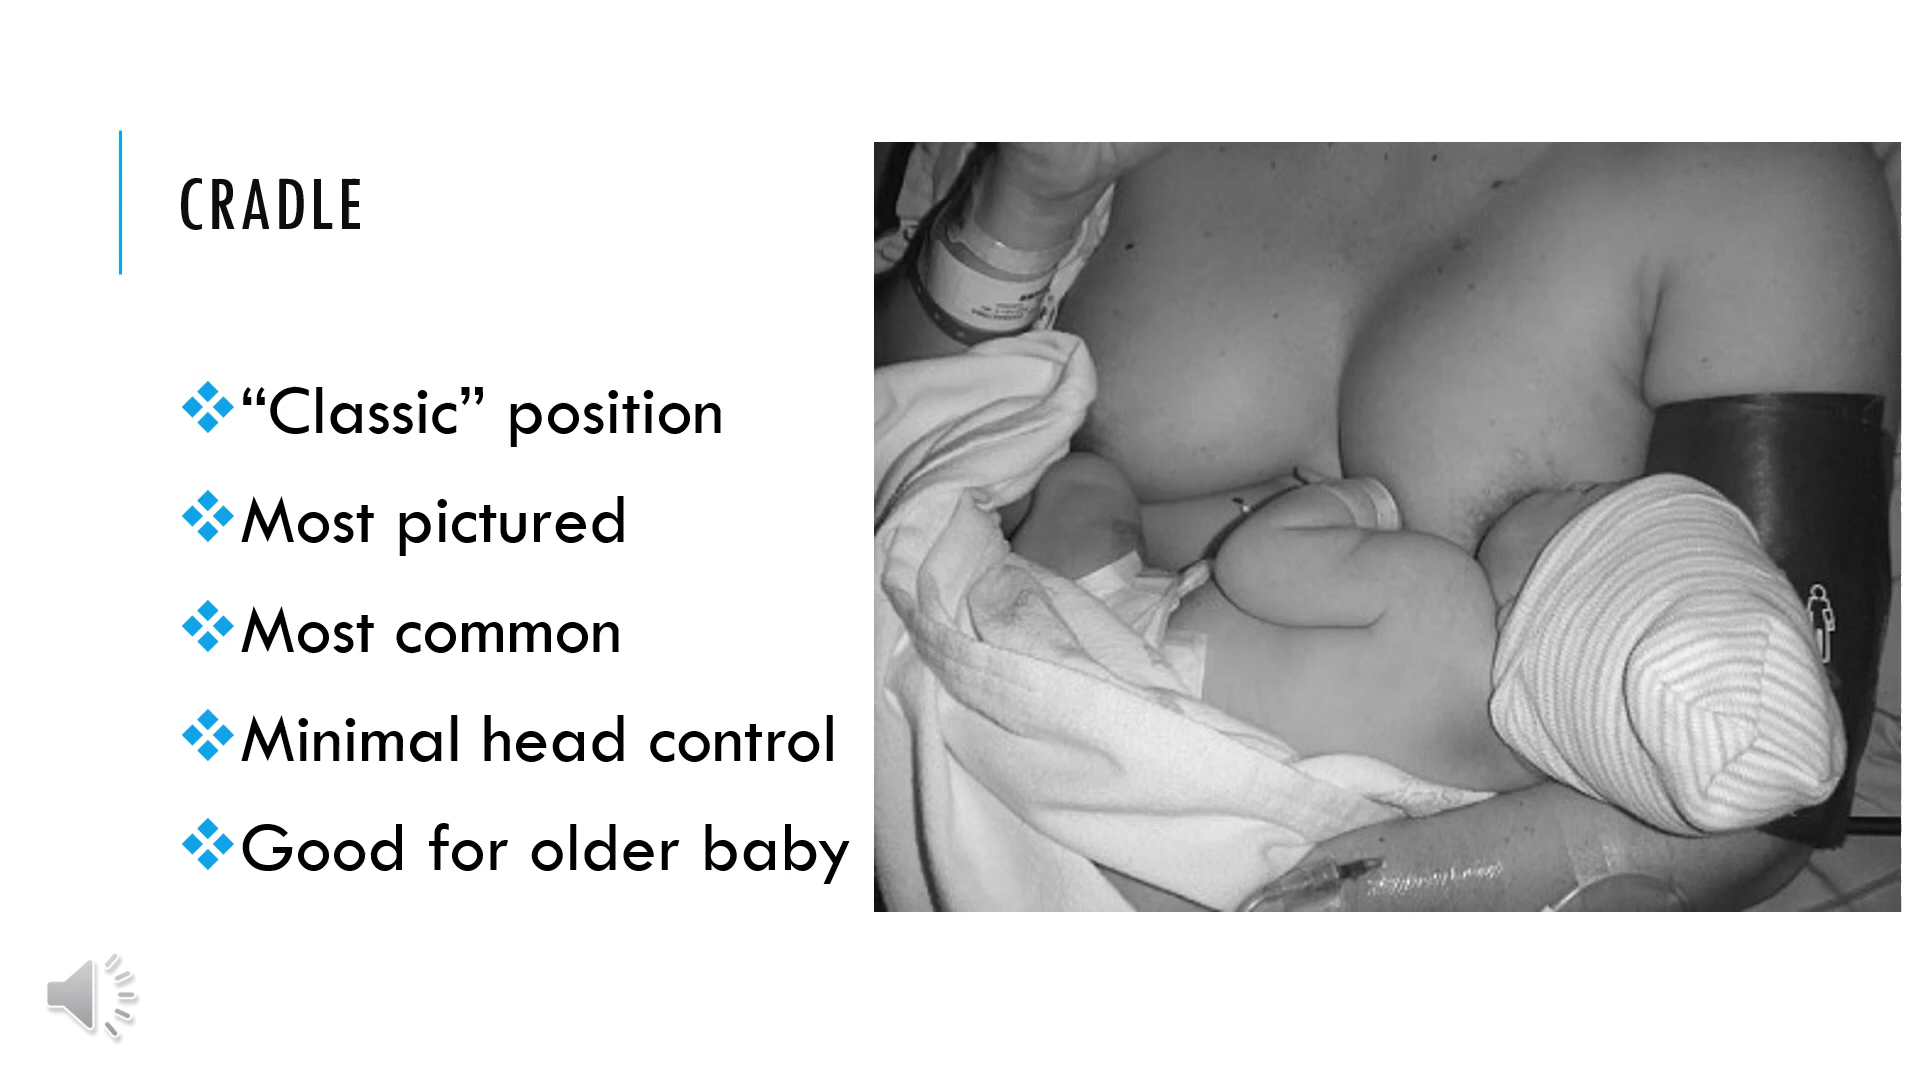 CRADLE
“Classic” position
Most pictured
Most common
Minimal head control
Good for older baby